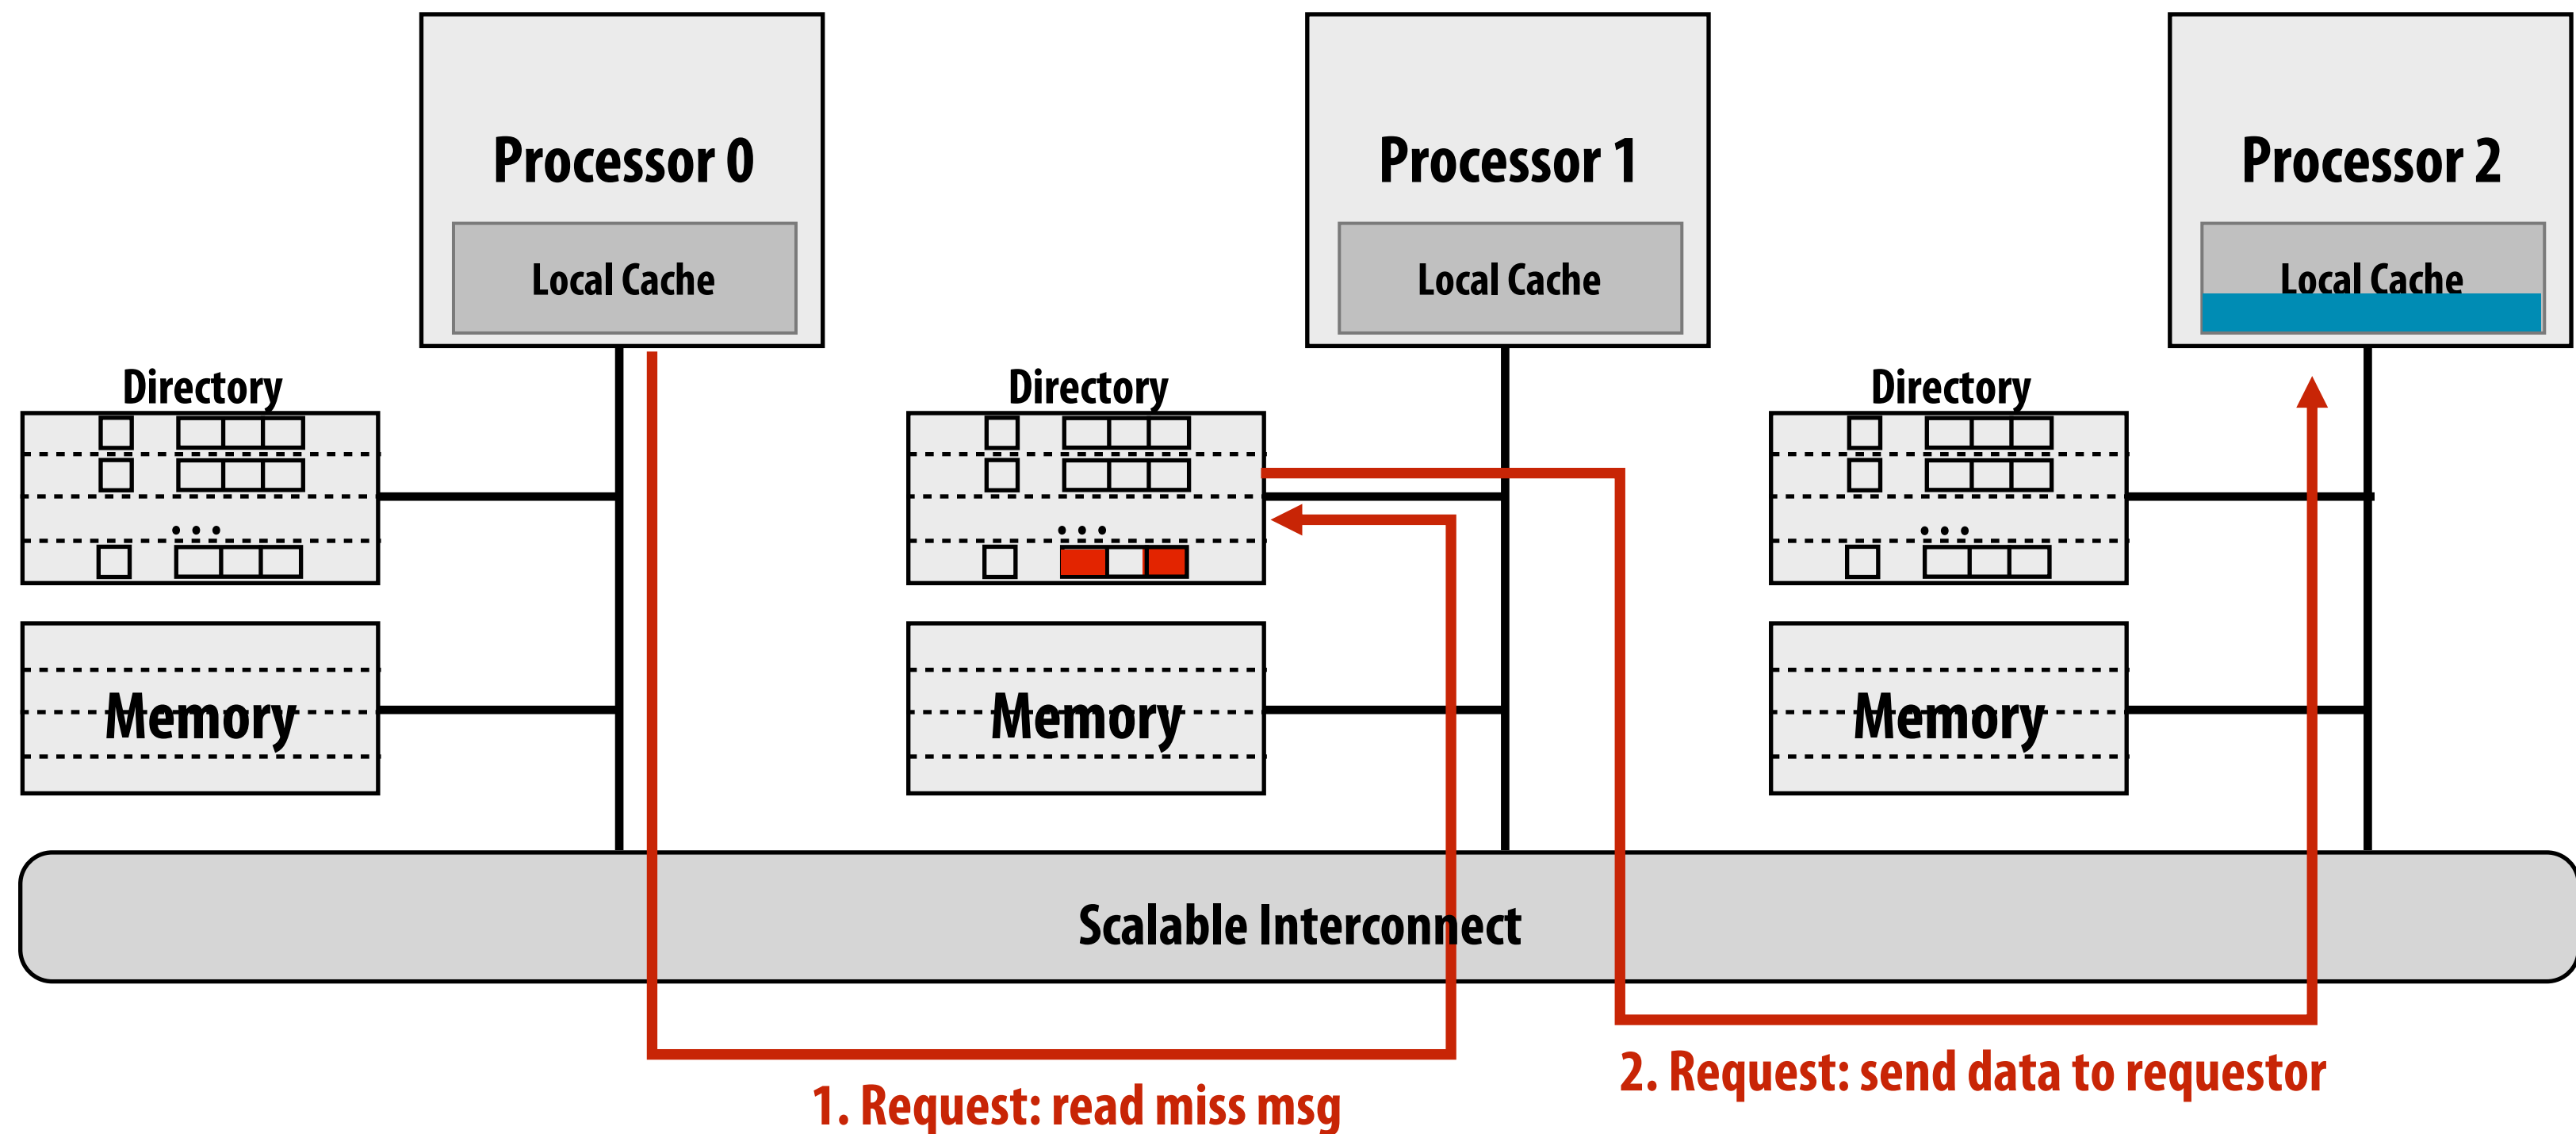 Processor 0
Processor 1
Processor 2
Local Cache
Local Cache
Local Cache
Directory
Directory
Directory
...
...
...
Memory
Memory
Memory
Scalable Interconnect
2. Request: send data to requestor
1. Request: read miss msg